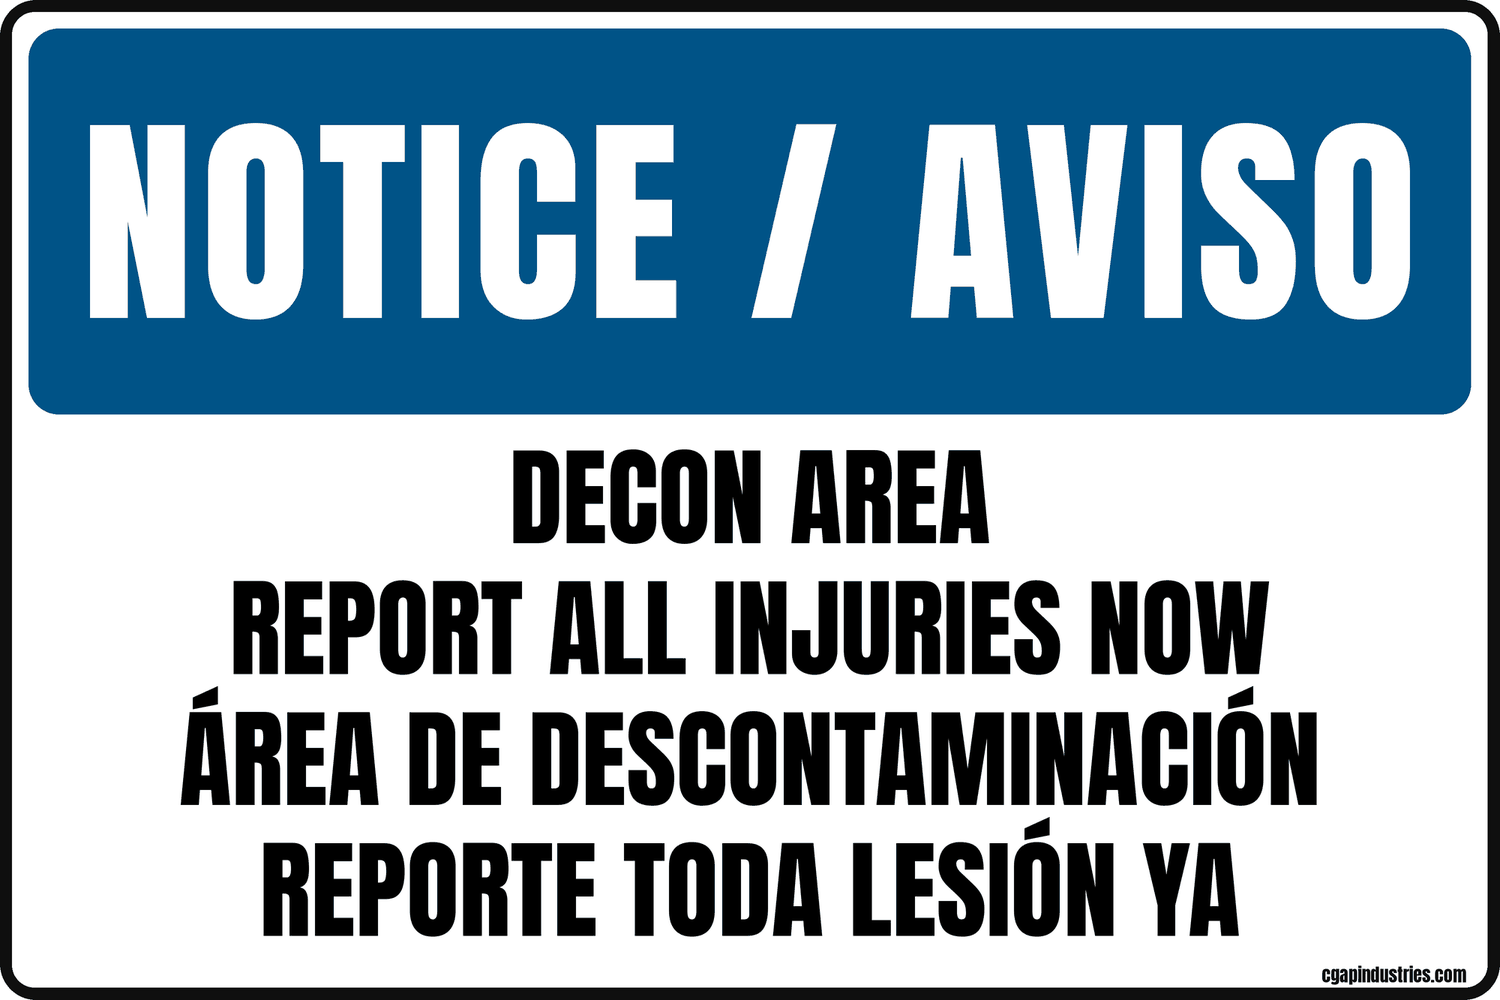 NOTICE / AVISO
DECON AREA
REPORT ALL INJURIES NOW
ÁREA DE DESCONTAMINACIÓN
REPORTE TODA LESIÓN YA
cgapindustries.com